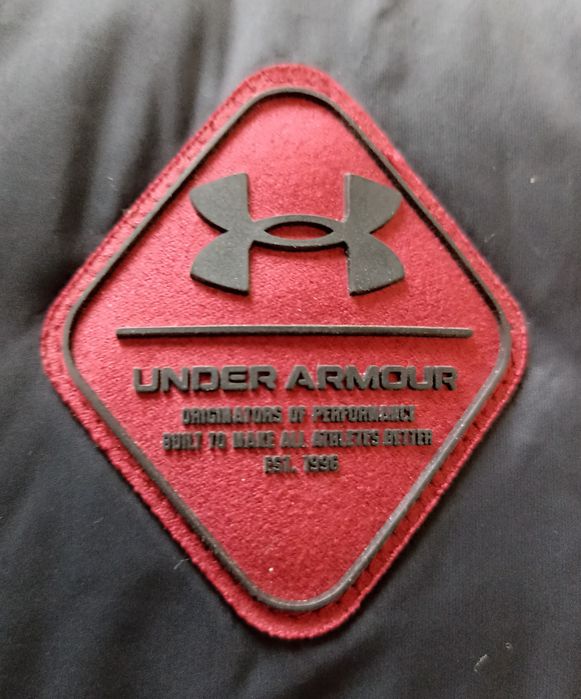 UNDER ARMOUR
ORIGINATORS OF PERFORMANCE
BUILT TO MAKE ALL ATHLETES BETTER
EST. 1996